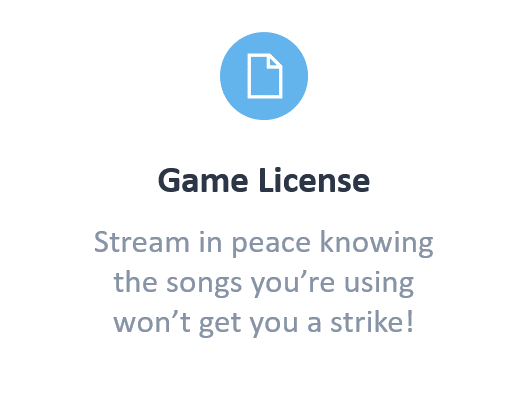 Game License
Stream in peace knowing
the songs you’re using
won’t get you a strike!